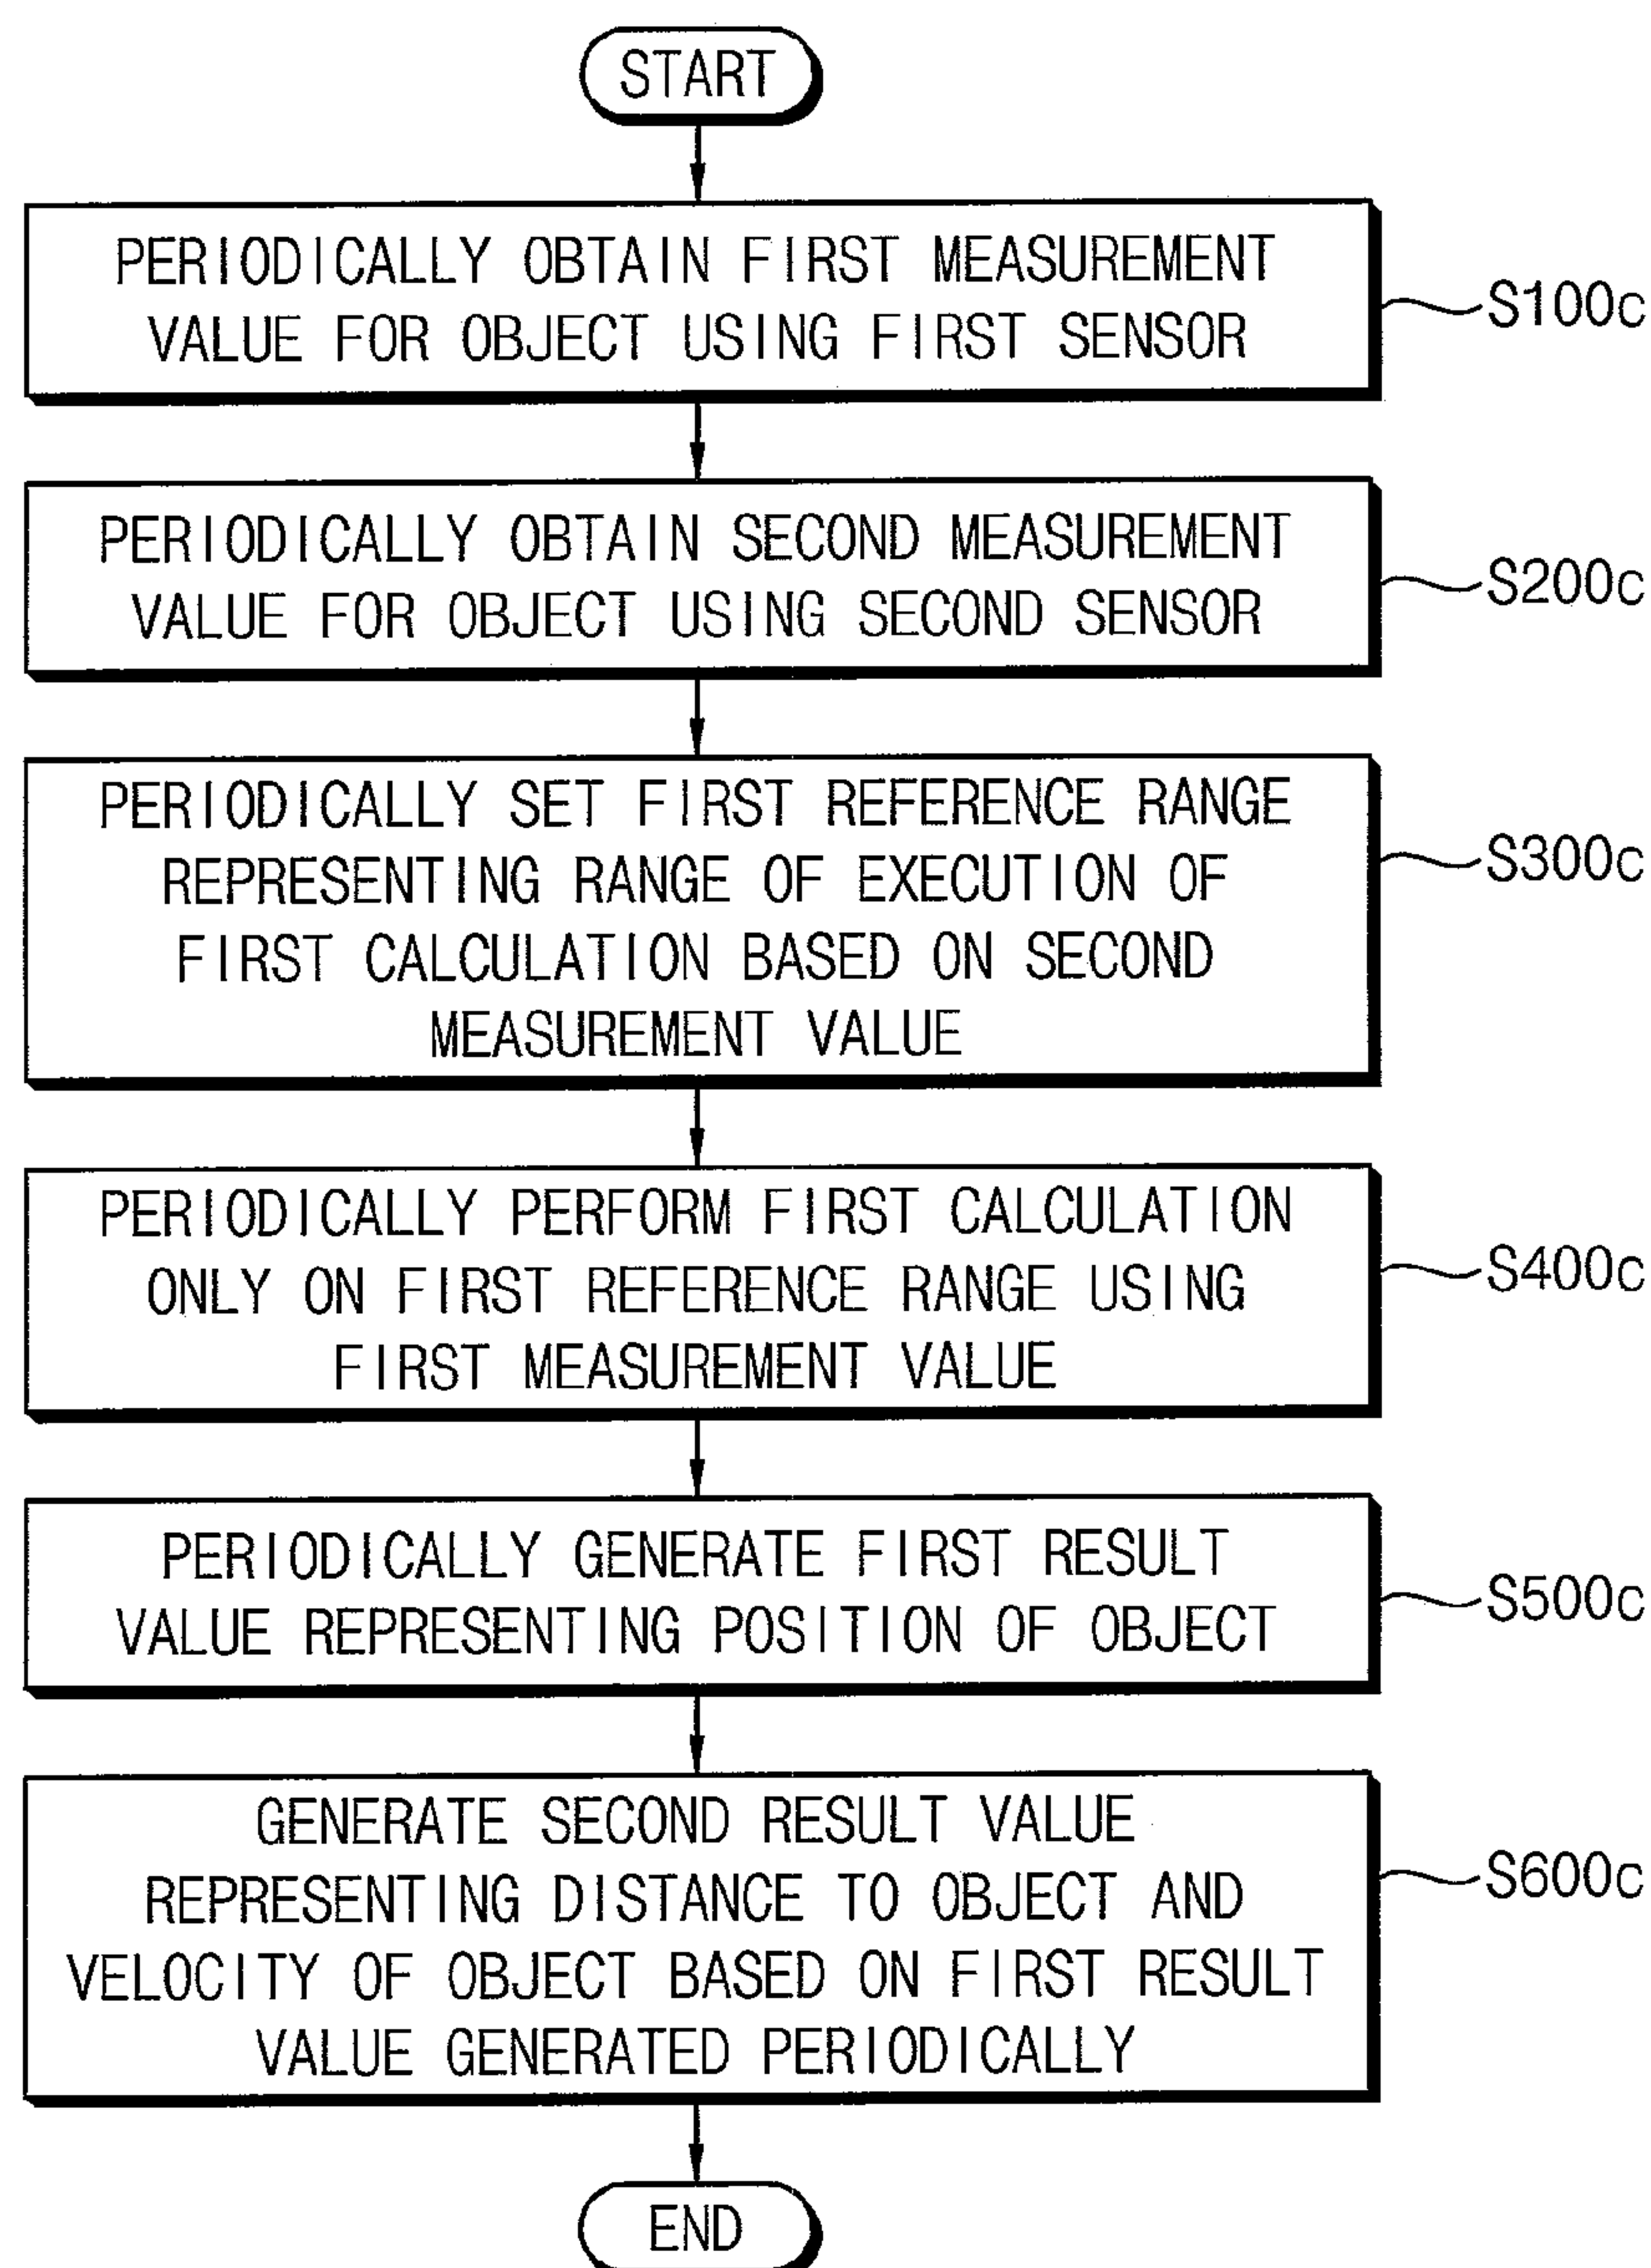 START
PERIODICALLY OBTAIN FIRST MEASUREMENT
VALUE FOR OBJECT USING FIRST SENSOR
S100c
PERIODICALLY OBTAIN SECOND MEASUREMENT
VALUE FOR OBJECT USING SECOND SENSOR
S200c
PERIODICALLY SET FIRST REFERENCE RANGE
REPRESENTING RANGE OF EXECUTION OF
FIRST CALCULATION BASED ON SECOND
MEASUREMENT VALUE
S300c
PERIODICALLY PERFORM FIRST CALCULATION
ONLY ON FIRST REFERENCE RANGE USING
FIRST MEASUREMENT VALUE
S400c
PERIODICALLY GENERATE FIRST RESULT
VALUE REPRESENTING POSITION OF OBJECT
S500c
GENERATE SECOND RESULT VALUE
REPRESENTING DISTANCE TO OBJECT AND
VELOCITY OF OBJECT BASED ON FIRST RESULT
VALUE GENERATED PERIODICALLY
S600c
END